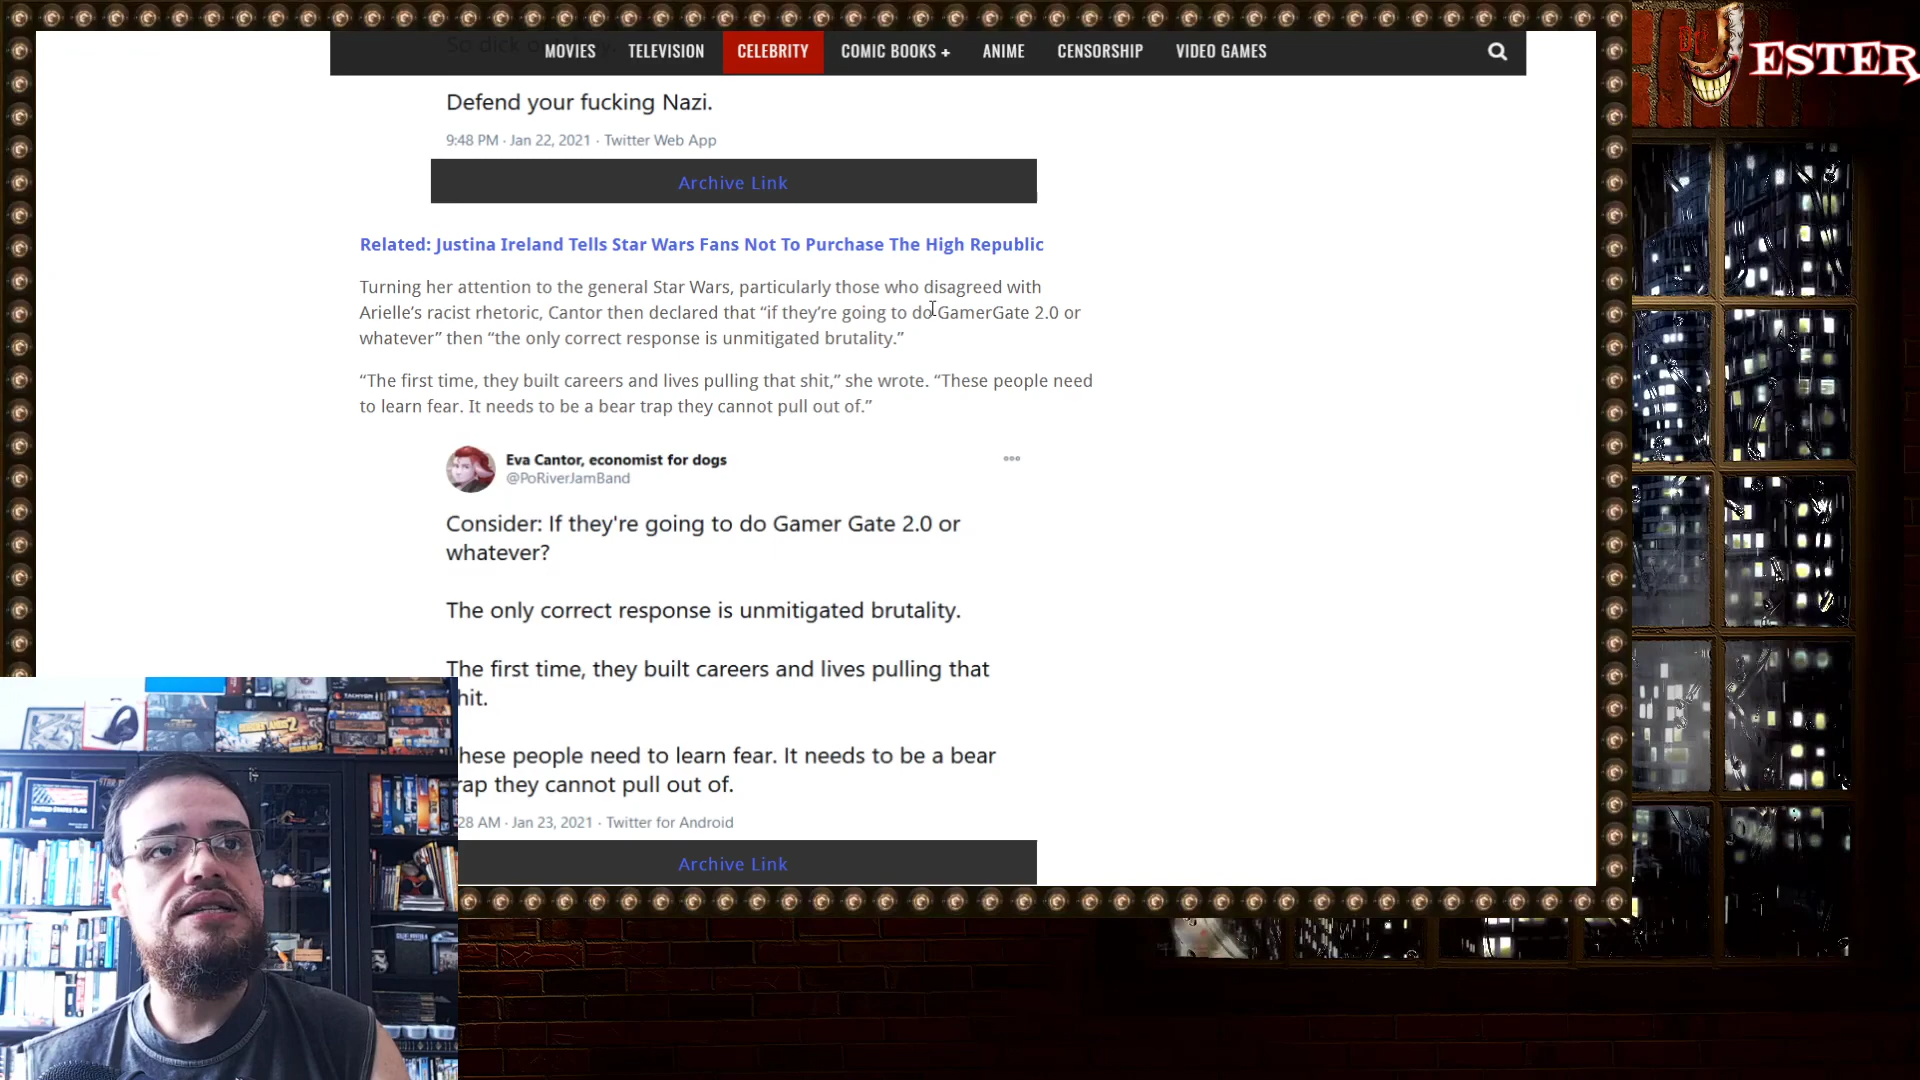 ESTER
MOVIES TELEVISION CELEBRITY COMIC BOOKS + ANIME CENSORSHIP VIDEO GAMES
Defend your fucking Nazi.
9:48 PM · Jan 22, 2021 · Twitter Web App
Archive Link
Related: Justina Ireland Tells Star Wars Fans Not To Purchase The High Republic
Turning her attention to the general Star Wars, particularly those who disagreed with
Arielle’s racist rhetoric, Cantor then declared that “if they’re going to do GamerGate 2.0 or
whatever” then “the only correct response is unmitigated brutality.”
“The first time, they built careers and lives pulling that shit,” she wrote. “These people need
to learn fear. It needs to be a bear trap they cannot pull out of.”
Eva Cantor, economist for dogs
@PoRiverJamBand
Consider: If they're going to do Gamer Gate 2.0 or
whatever?
The only correct response is unmitigated brutality.
The first time, they built careers and lives pulling that
hit.
hese people need to learn fear. It needs to be a bear
rap they cannot pull out of.
28 AM · Jan 23, 2021 · Twitter for Android
Archive Link